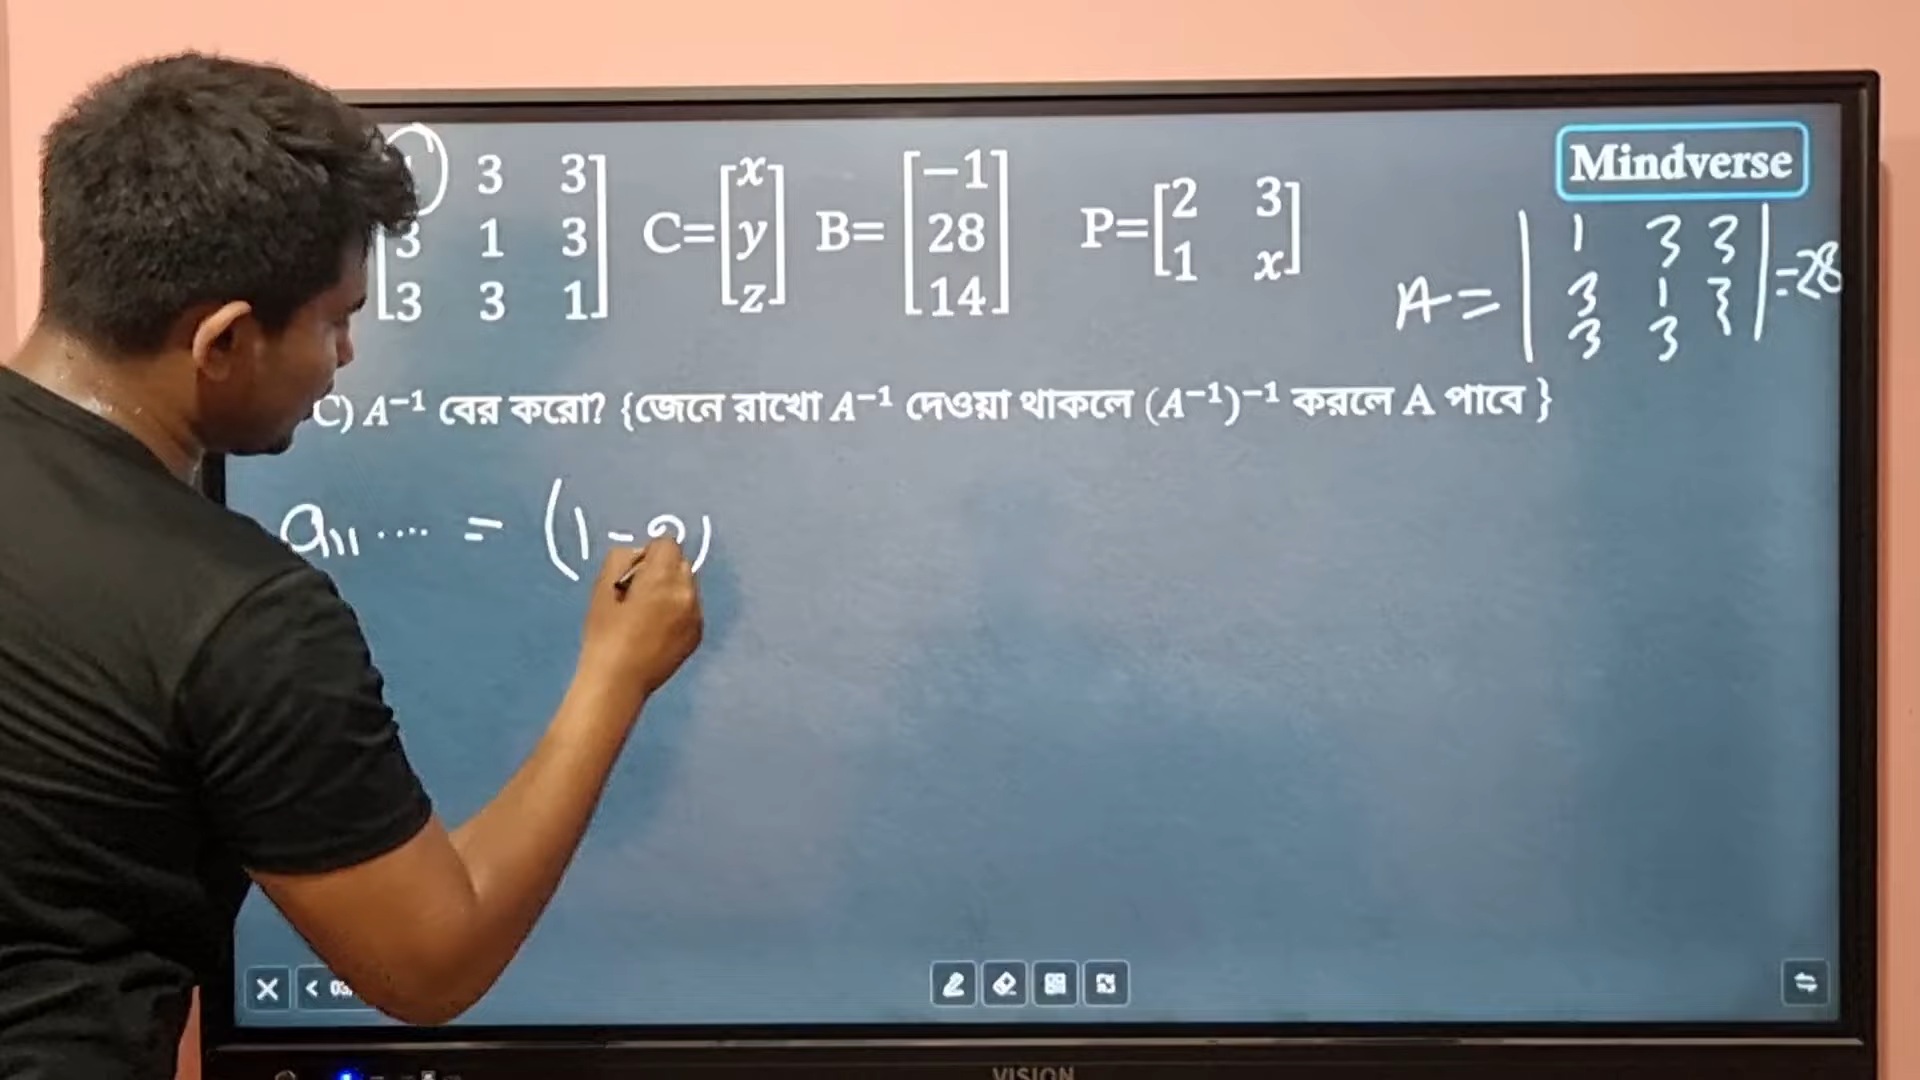 Mindverse
3 3
3 1 3
3 3 1
C=
x
y
z
B=
-1
28
14
P=
2 3
1 x
A = | 1 3 3
3 1 3
3 3 | =28
C) A⁻¹ বের করো? {জেনে রাখো A⁻¹ দেওয়া থাকলে (A⁻¹)⁻¹ করলে A পাবে }
a₁₁ .... = (1-9)
< 03
VISION